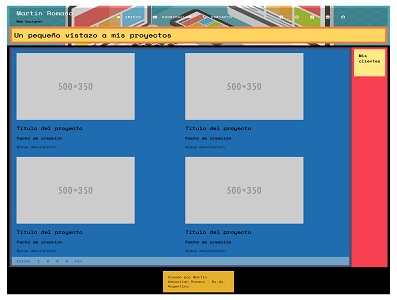 Martin Romano
Web Designer
INICIO
CONTACTO
Un pequeño vistazo a mis proyectos
Mis
clientes
500×350
500×350
Título del proyecto
Título del proyecto
Fecha de creación
Fecha de creación
Breve descripción
Breve descripción
500×350
500×350
Título del proyecto
Título del proyecto
Fecha de creación
Fecha de creación
Breve descripción
Breve descripción
Inicio 1 2 3 4 Fin
Creado por Martin
Sebastian Romano - Bs.As.
Argentina